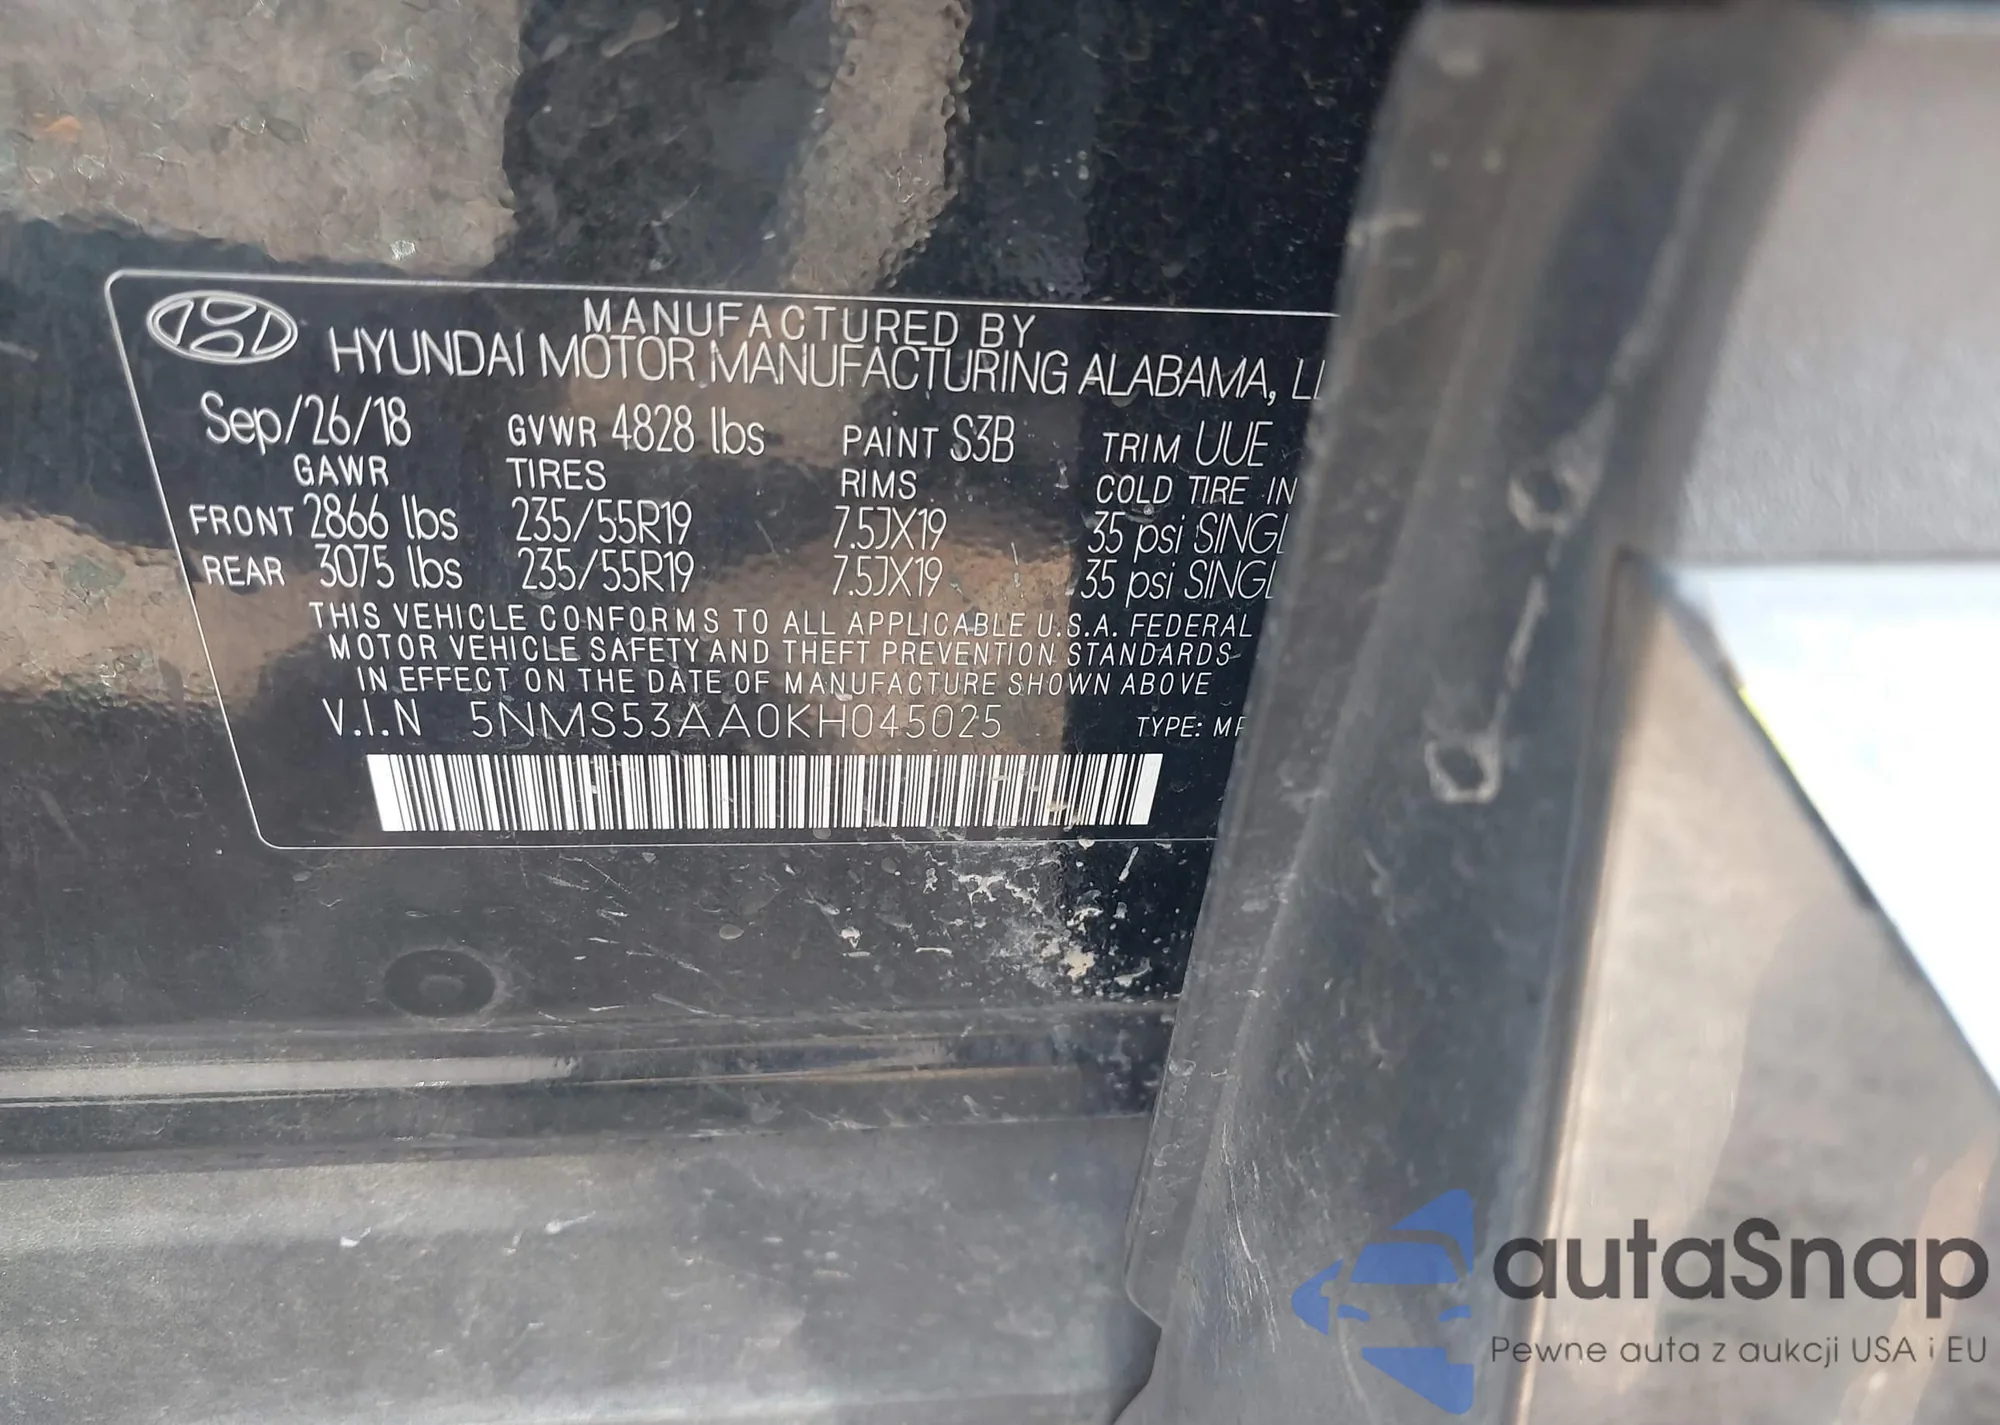 MANUFACTURED BY
HYUNDAI MOTOR MANUFACTURING ALABAMA,
Sep/26/18 GVWR 4828 lbs PAINT S3B TRIM UUE
GAWR TIRES RIMS COLD TIRE IN
FRONT 2866 lbs 235/55R19 7.5JX19 35 psi SINGL
REAR 3075 lbs 235/55R19 7.5JX19 35 psi SINGL
THIS VEHICLE CONFORMS TO ALL APPLICABLE U.S.A. FEDERAL
MOTOR VEHICLE SAFETY AND THEFT PREVENTION STANDARDS
IN EFFECT ON THE DATE OF MANUFACTURE SHOWN ABOVE
V.I.N 5NMS53AA0KH045025 TYPE:
autaSnap
Pewne auta z aukcji USA i EU